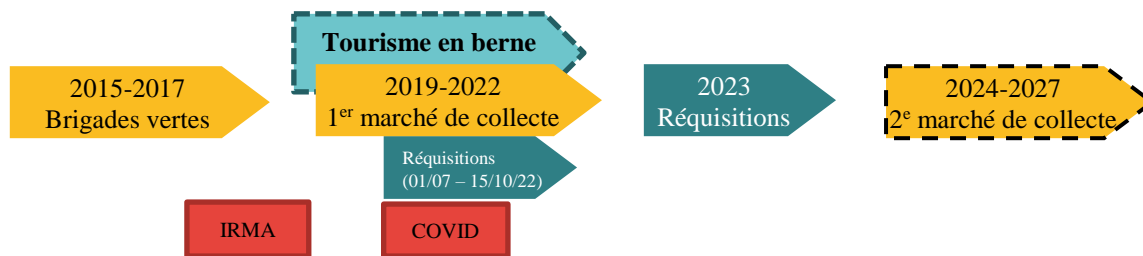 Tourisme en berne
2015-2017
Brigades vertes
2019-2022
1er marché de collecte
2023
Réquisitions
2024-2027
2e marché de collecte
Réquisitions
(01/07 – 15/10/22)
IRMA
COVID